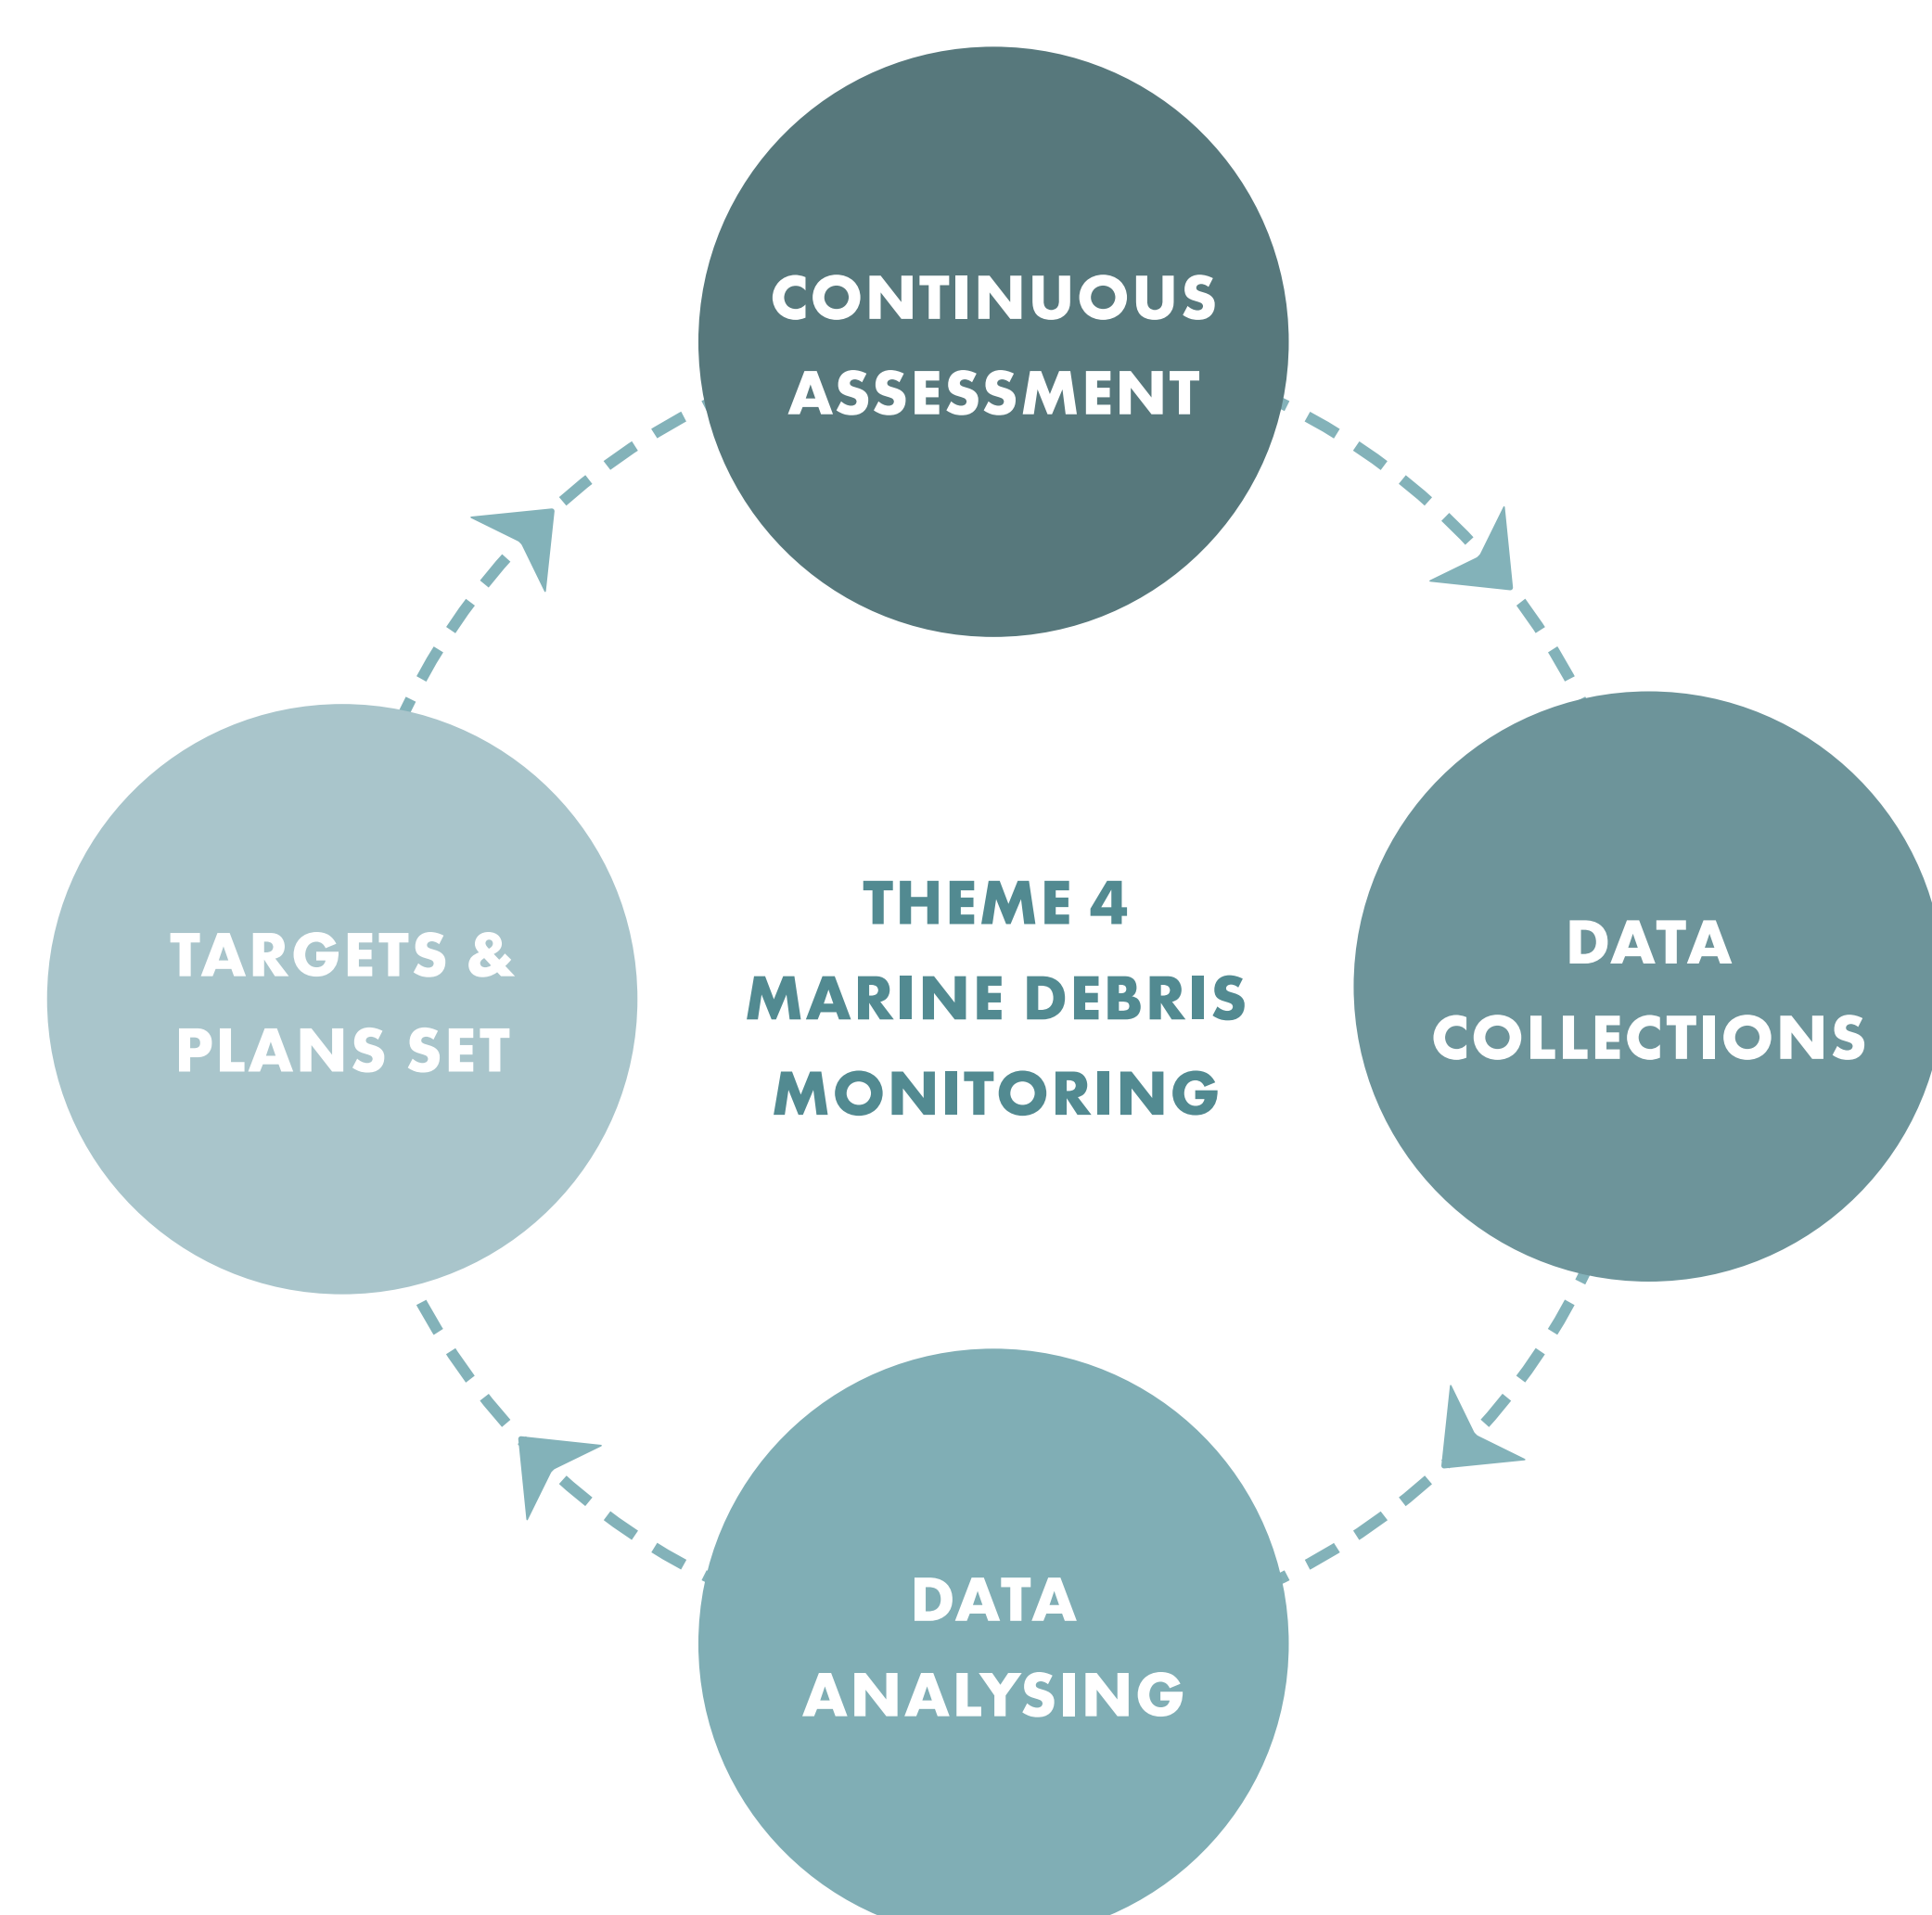 CONTINUOUS
ASSESSMENT
THEME 4
MARINE DEBRIS
MONITORING
TARGETS &
PLANS SET
DATA
COLLECTIONS
DATA
ANALYSING